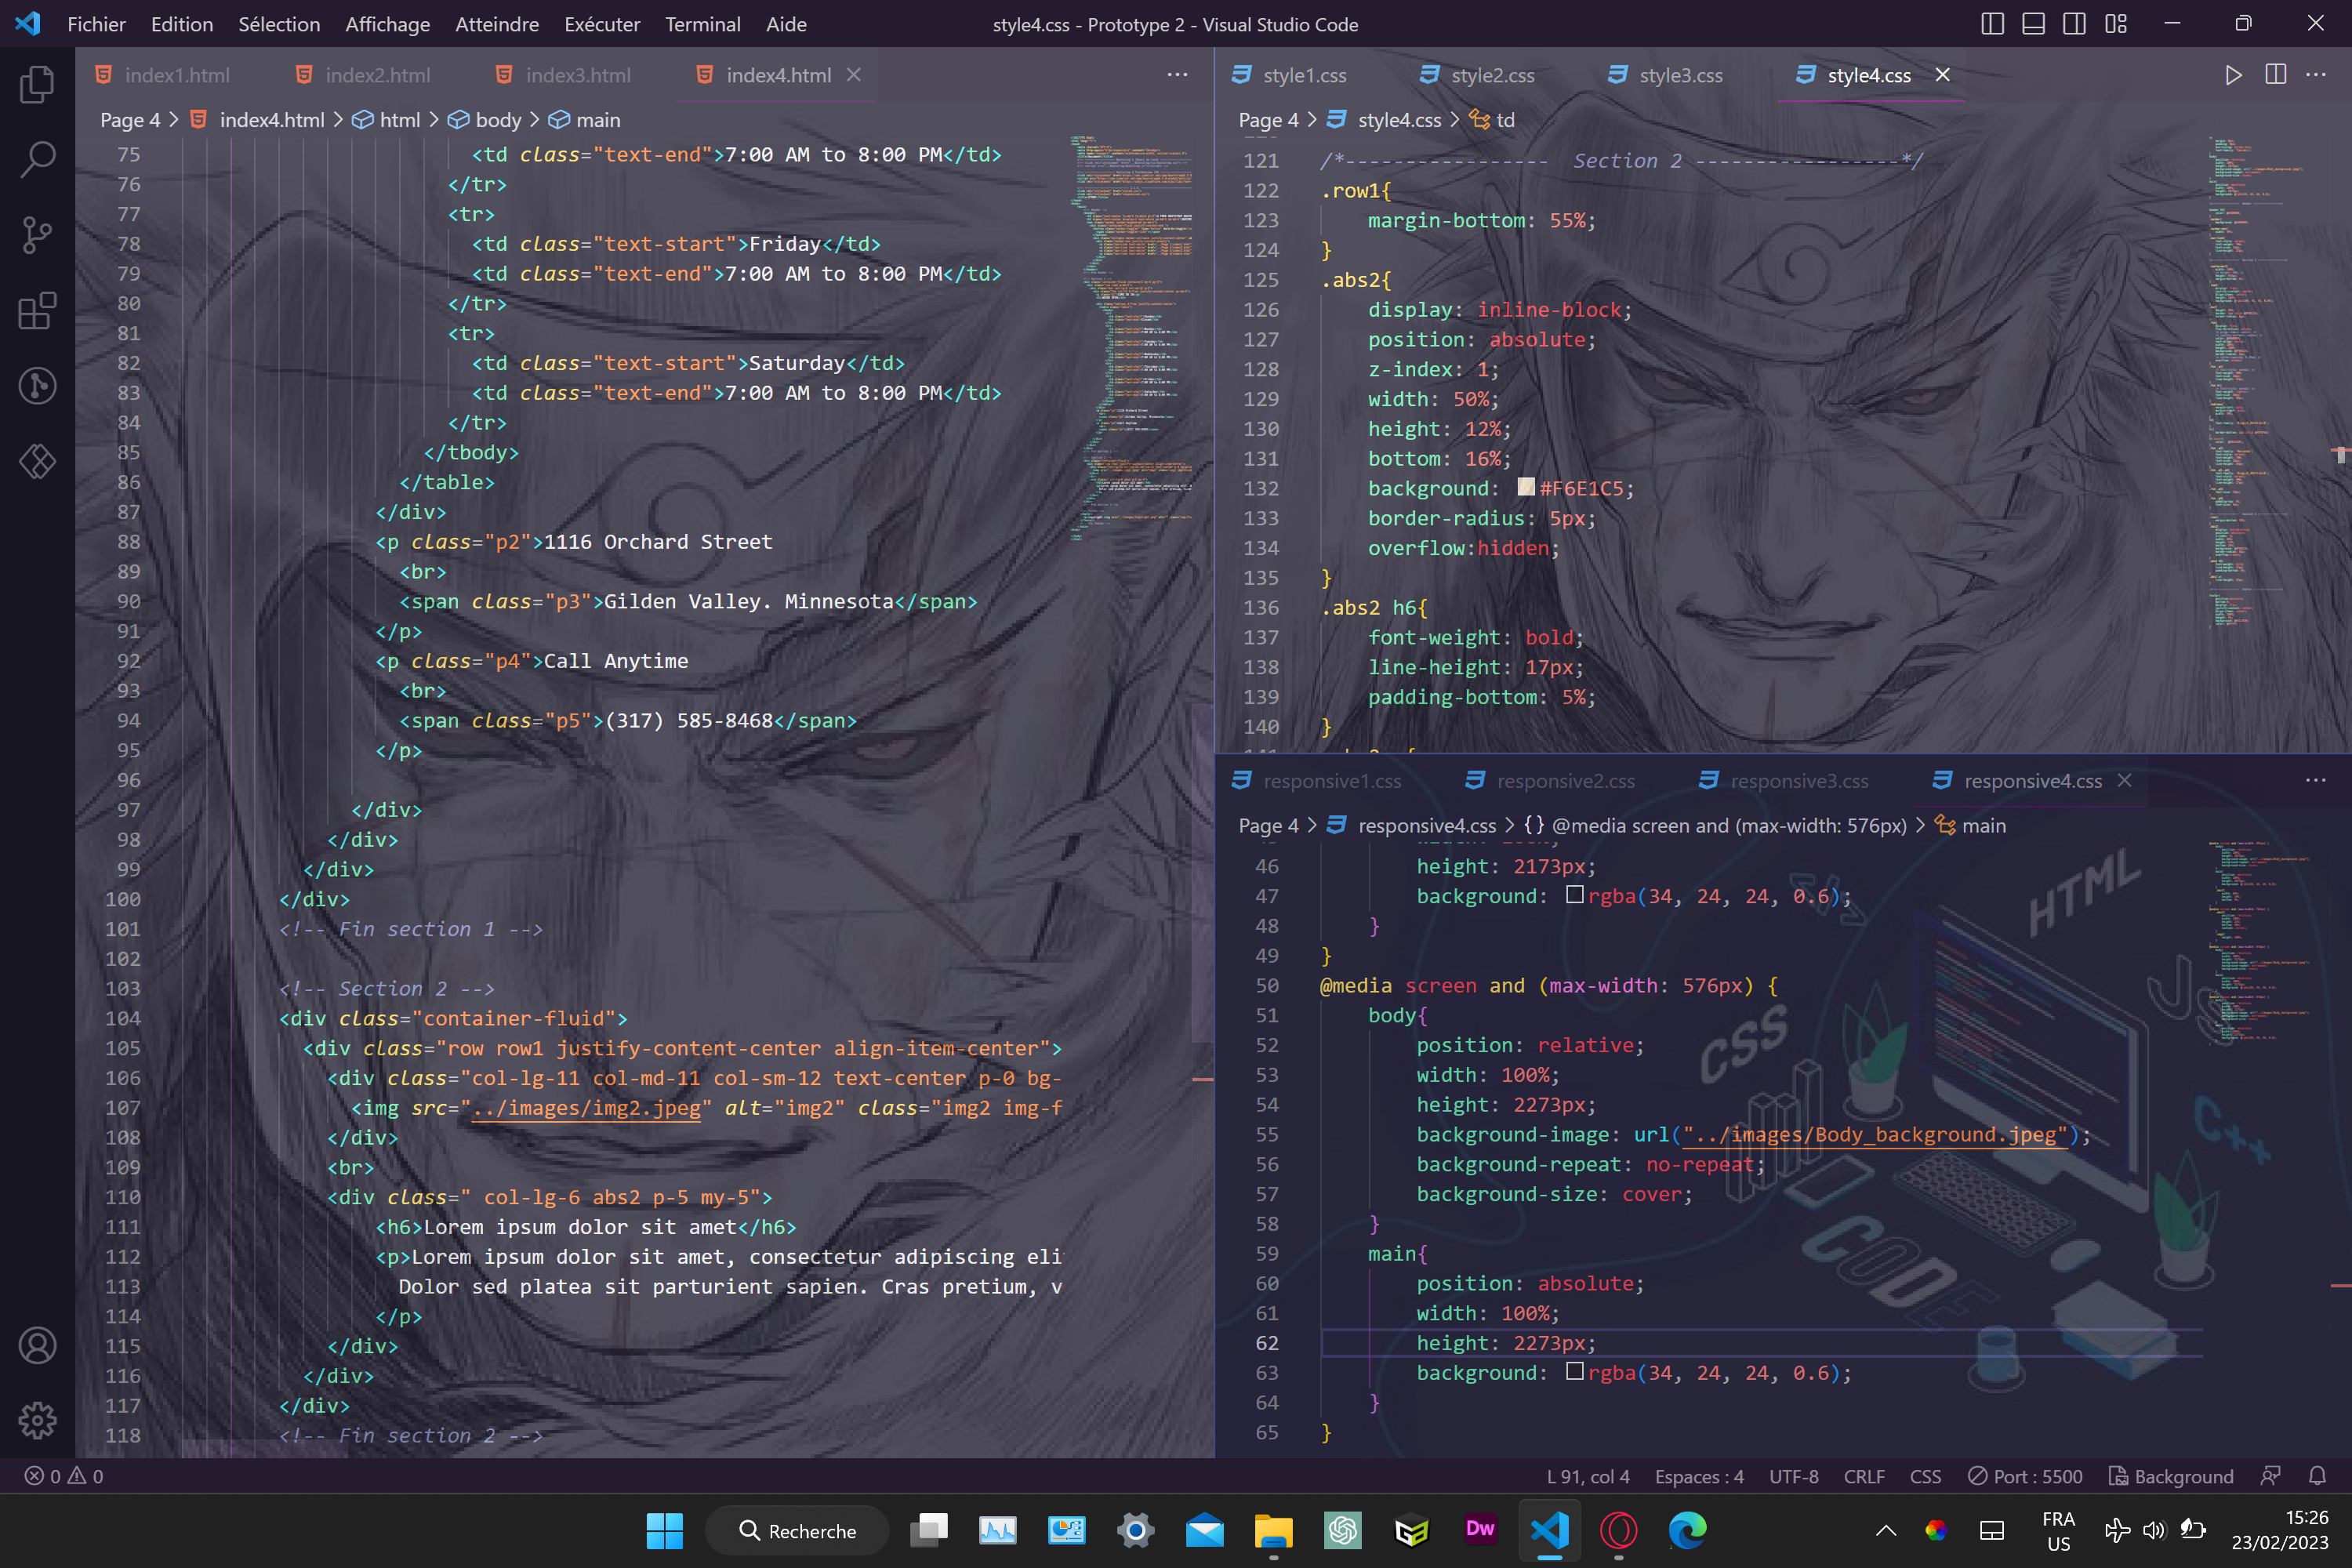 Fichier Edition Sélection Affichage Atteindre Exécuter Terminal Aide
style4.css - Prototype 2 - Visual Studio Code
index1.html index2.html index3.html index4.html
Page 4 > index4.html > html > body > main
75 <td class="text-end">7:00 AM to 8:00 PM</td>
76 </tr>
77 <tr>
78 <td class="text-start">Friday</td>
79 <td class="text-end">7:00 AM to 8:00 PM</td>
80 </tr>
81 <tr>
82 <td class="text-start">Saturday</td>
83 <td class="text-end">7:00 AM to 8:00 PM</td>
84 </tr>
85 </tbody>
86 </table>
87 </div>
88 <p class="p2">1116 Orchard Street
89 <br>
90 <span class="p3">Gilden Valley. Minnesota</span>
91 </p>
92 <p class="p4">Call Anytime
93 <br>
94 <span class="p5">(317) 585-8468</span>
95 </p>
96
97 </div>
98 </div>
99 </div>
100 </div>
101 <!-- Fin section 1 -->
102
103 <!-- Section 2 -->
104 <div class="container-fluid">
105 <div class="row row1 justify-content-center align-item-center">
106 <div class="col-lg-11 col-md-11 col-sm-12 text-center p-0 bg-
107 <img src="../images/img2.jpeg" alt="img2" class="img2 img-f
108 </div>
109 <br>
110 <div class=" col-lg-6 abs2 p-5 my-5">
111 <h6>Lorem ipsum dolor sit amet</h6>
112 <p>Lorem ipsum dolor sit amet, consectetur adipiscing eli
113 Dolor sed platea sit parturient sapien. Cras pretium, v
114 </p>
115 </div>
116 </div>
117 </div>
118 <!-- Fin section 2 -->
style1.css style2.css style3.css style4.css
Page 4 > style4.css > td
121 /*----------------- Section 2 -----------------*/
122 .row1{
123 margin-bottom: 55%;
124 }
125 .abs2{
126 display: inline-block;
127 position: absolute;
128 z-index: 1;
129 width: 50%;
130 height: 12%;
131 bottom: 16%;
132 background: #F6E1C5;
133 border-radius: 5px;
134 overflow:hidden;
135 }
136 .abs2 h6{
137 font-weight: bold;
138 line-height: 17px;
139 padding-bottom: 5%;
140 }
responsive1.css responsive2.css responsive3.css responsive4.css
Page 4 > responsive4.css > {} @media screen and (max-width: 576px) > main
46 height: 2173px;
47 background: rgba(34, 24, 24, 0.6);
48 }
49 }
50 @media screen and (max-width: 576px) {
51 body{
52 position: relative;
53 width: 100%;
54 height: 2273px;
55 background-image: url("../images/Body_background.jpeg");
56 background-repeat: no-repeat;
57 background-size: cover;
58 }
59 main{
60 position: absolute;
61 width: 100%;
62 height: 2273px;
63 background: rgba(34, 24, 24, 0.6);
64 }
65 }
HTML
CSS
JS
C++
CODE
0 0
L 91, col 4 Espaces : 4 UTF-8 CRLF CSS Port : 5500 Background
Recherche
Dw
FRA
US
15:26
23/02/2023